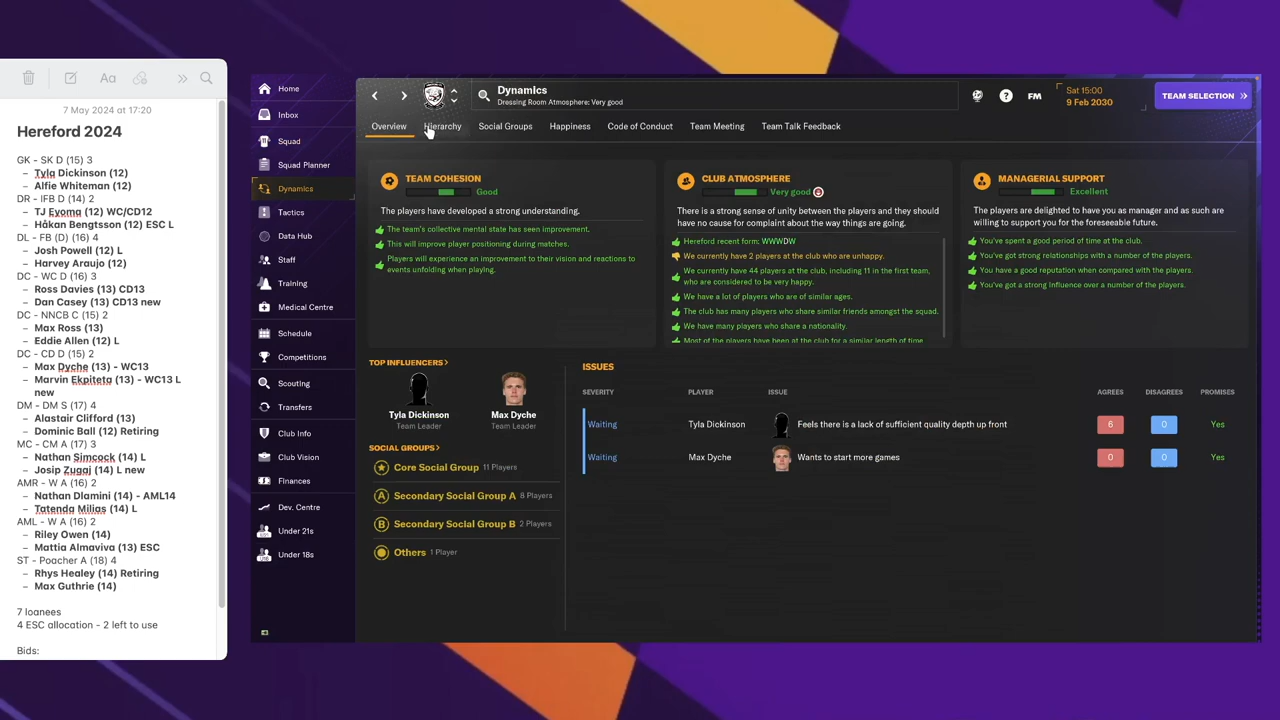 7 May 2024 at 17:20
Hereford 2024
GK - SK D (15) 3
– Tyla Dickinson (12)
– Alfie Whiteman (12)
DR - IFB D (14) 2
– TJ Eyoma (12) WC/CD12
– Håkan Bengtsson (12) ESC L
DL - FB (D) (16) 4
– Josh Powell (12) L
– Harvey Araujo (12)
DC - WC D (16) 3
– Ross Davies (13) CD13
– Dan Casey (13) CD13 new
DC - NNCB C (15) 2
– Max Ross (13)
– Eddie Allen (12) L
DC - CD D (15) 2
– Max Dyche (13) - WC13
– Marvin Ekpiteta (13) - WC13 L
new
DM - DM S (17) 4
– Alastair Clifford (13)
– Dominic Ball (12) Retiring
MC - CM A (17) 3
– Nathan Simcock (14) L
– Josip Zugaj (14) L new
AMR - W A (16) 2
– Nathan Dlamini (14) - AML14
– Tatenda Milias (14) L
AML - W A (16) 2
– Riley Owen (14)
– Mattia Almaviva (13) ESC
ST - Poacher A (18) 4
– Rhys Healey (14) Retiring
– Max Guthrie (14)
7 loanees
4 ESC allocation - 2 left to use
Bids:
Home
Inbox
Squad
Squad Planner
Dynamics
Tactics
Data Hub
Staff
Training
Medical Centre
Schedule
Competitions
Scouting
Transfers
Club Info
Club Vision
Finances
Dev. Centre
Under 21s
Under 18s
Dynamics
Dressing Room Atmosphere: Very good
FM
Sat 15:00
9 Feb 2030
TEAM SELECTION
Overview Hierarchy Social Groups Happiness Code of Conduct Team Meeting Team Talk Feedback
TEAM COHESION
Good
The players have developed a strong understanding.
The team's collective mental state has seen improvement.
This will improve player positioning during matches.
Players will experience an improvement to their vision and reactions to
events unfolding when playing.
CLUB ATMOSPHERE
Very good
There is a strong sense of unity between the players and they should
have no cause for complaint about the way things are going.
Hereford recent form: WWWDW
We currently have 2 players at the club who are unhappy.
We currently have 44 players at the club, including 11 in the first team,
who are considered to be very happy.
We have a lot of players who are of similar ages.
The club has many players who share similar friends amongst the squad.
We have many players who share a nationality.
Most of the players have been at the club for a similar length of time.
MANAGERIAL SUPPORT
Excellent
The players are delighted to have you as manager and as such are
willing to support you for the foreseeable future.
You've spent a good period of time at the club.
You've got strong relationships with a number of the players.
You have a good reputation when compared with the players.
You've got a strong Influence over a number of the players.
TOP INFLUENCERS
Tyla Dickinson
Team Leader
Max Dyche
Team Leader
SOCIAL GROUPS
Core Social Group 11 Players
A Secondary Social Group A 8 Players
B Secondary Social Group B 2 Players
Others 1 Player
ISSUES
SEVERITY PLAYER ISSUE AGREES DISAGREES PROMISES
Waiting Tyla Dickinson Feels there is a lack of sufficient quality depth up front 6 0 Yes
Waiting Max Dyche Wants to start more games 0 0 Yes